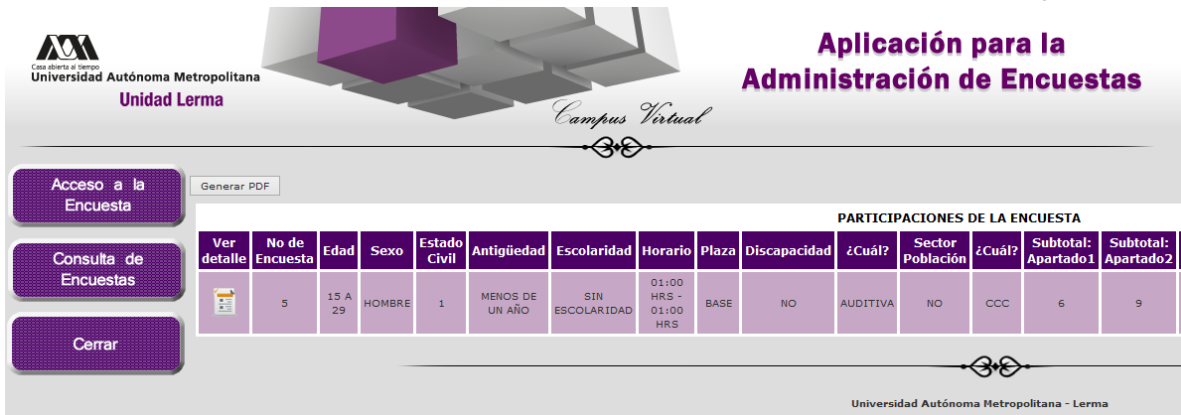 Casa abierta al tiempo
Universidad Autónoma Metropolitana
Unidad Lerma
Campus Virtual
Aplicación para la
Administración de Encuestas
Acceso a la
Encuesta
Consulta de
Encuestas
Cerrar
Generar PDF
PARTICIPACIONES DE LA ENCUESTA
Ver detalle No de Encuesta Edad Sexo Estado Civil Antigüedad Escolaridad Horario Plaza Discapacidad ¿Cuál? Sector Población ¿Cuál? Subtotal: Apartado1 Subtotal: Apartado2
5 15 A 29 HOMBRE 1 MENOS DE UN AÑO SIN ESCOLARIDAD 01:00 HRS - 01:00 HRS BASE NO AUDITIVA NO CCC 6 9
Universidad Autónoma Metropolitana - Lerma